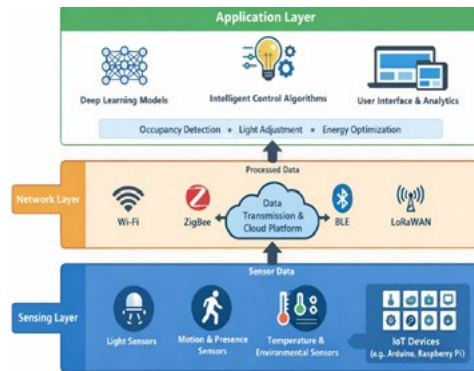 Application Layer
Deep Learning Models
Intelligent Control Algorithms
User Interface & Analytics
Occupancy Detection • Light Adjustment • Energy Optimization
Processed Data
Network Layer
Wi-Fi
ZigBee
Data
Transmission &
Cloud Platform
BLE
LoRaWAN
Sensor Data
Sensing Layer
Light Sensors
Motion & Presence
Sensors
Temperature &
Environmental Sensors
IoT Devices
(e.g. Arduino, Raspberry Pi)